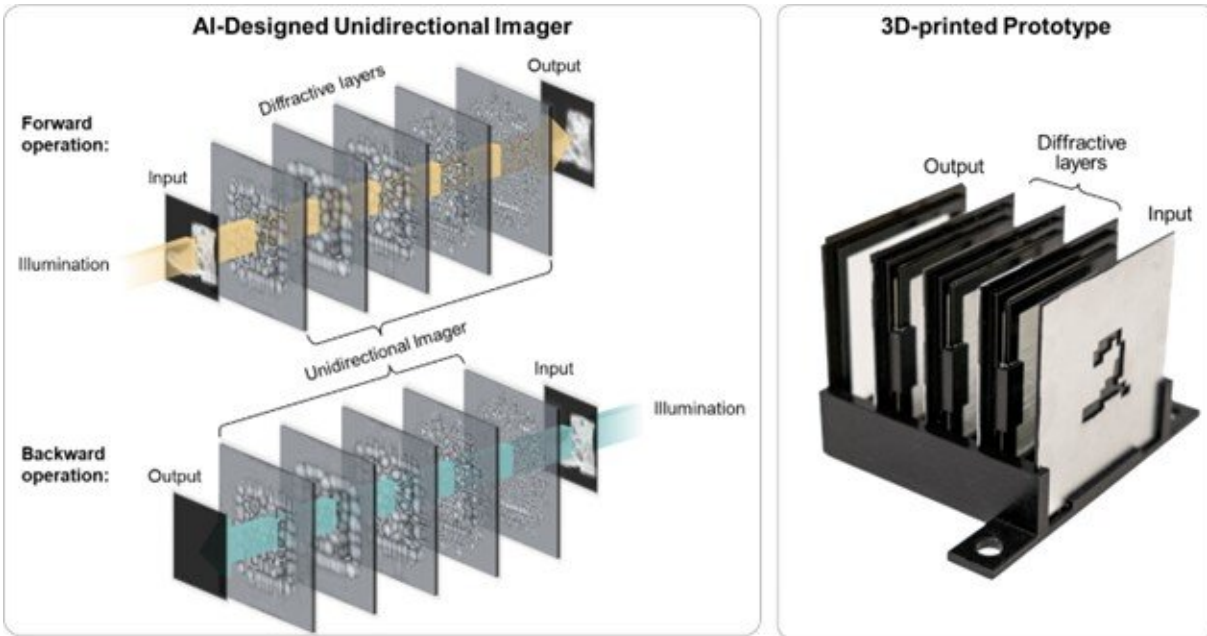 AI-Designed Unidirectional Imager
Output
Diffractive layers
Forward
operation:
Input
Illumination
Unidirectional Imager
Input
Illumination
Backward
operation:
Output
3D-printed Prototype
Diffractive
layers
Output
Input
2